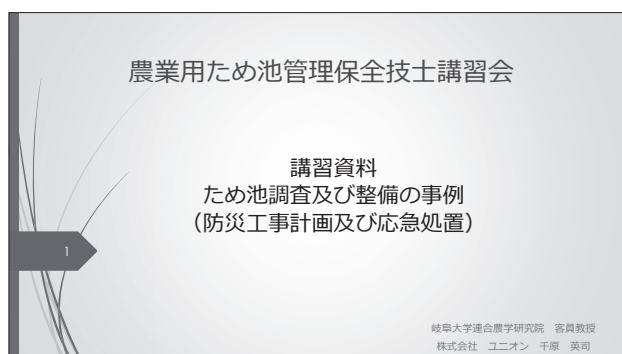 農業用ため池管理保全技士講習会
講習資料
ため池調査及び整備の事例
（防災工事計画及び応急処置）
1
岐阜大学連合農学研究院　客員教授
株式会社　ユニオン　千原　英司